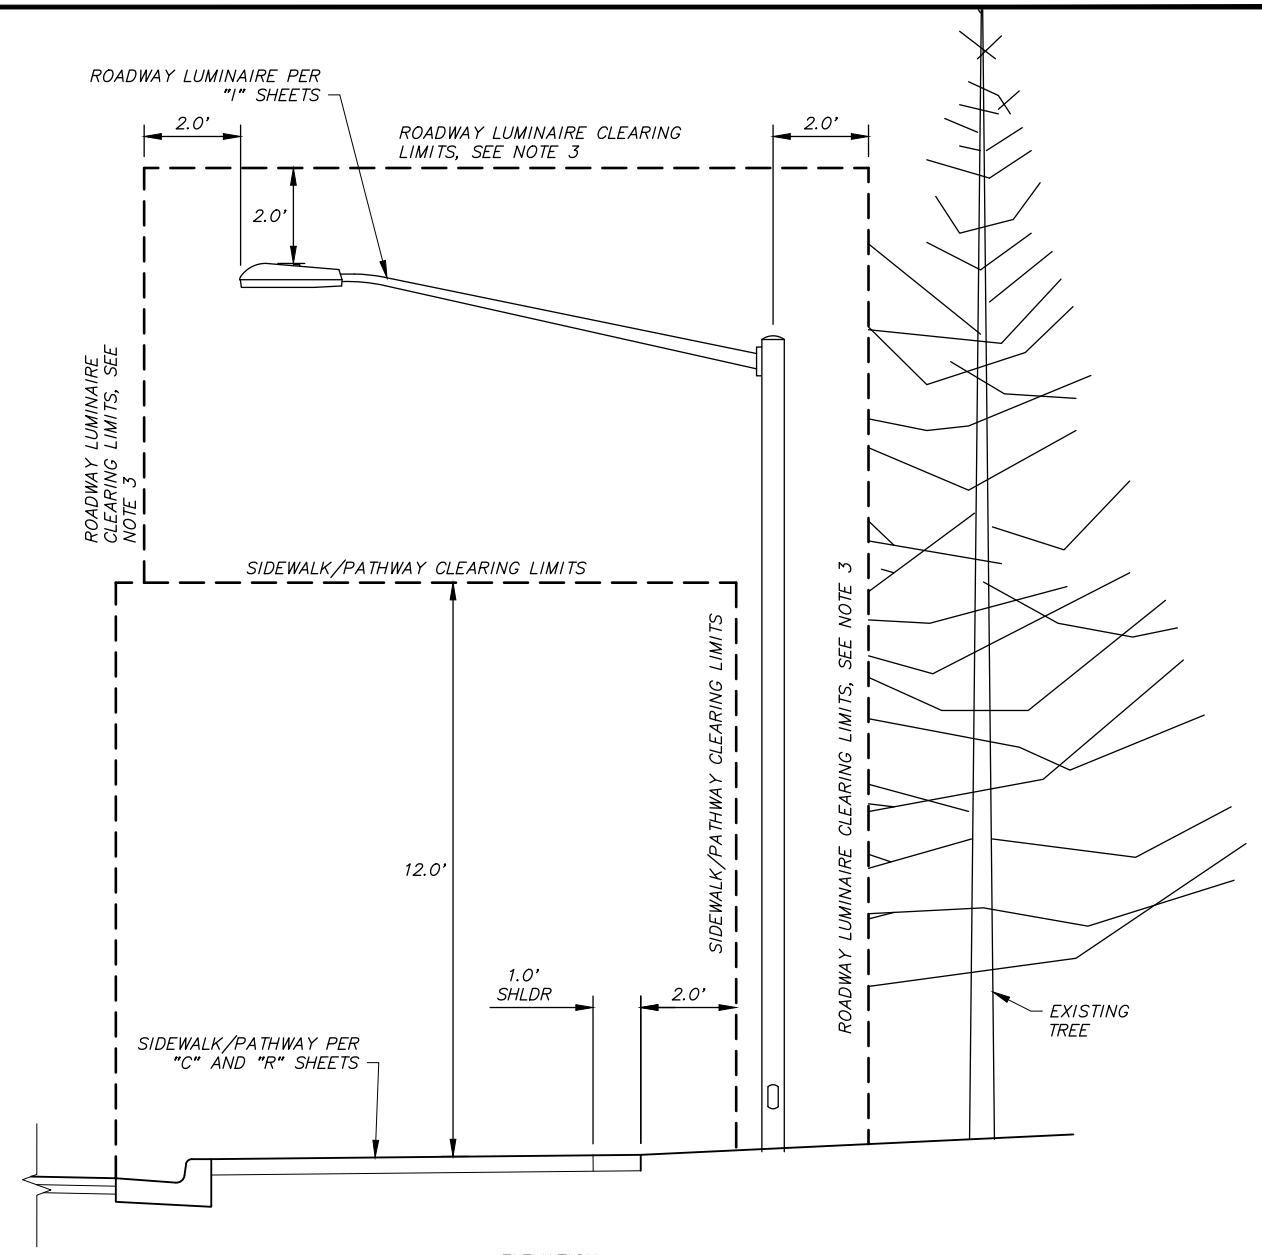 ROADWAY LUMINAIRE PER
"I" SHEETS
2.0'
ROADWAY LUMINAIRE CLEARING
LIMITS, SEE NOTE 3
2.0'
2.0'
ROADWAY LUMINAIRE
CLEARING LIMITS, SEE
NOTE 3
SIDEWALK/PATHWAY CLEARING LIMITS
SIDEWALK/PATHWAY CLEARING LIMITS
ROADWAY LUMINAIRE CLEARING LIMITS, SEE NOTE 3
12.0'
1.0'
SHLDR
2.0'
EXISTING
TREE
SIDEWALK/PATHWAY PER
"C" AND "R" SHEETS